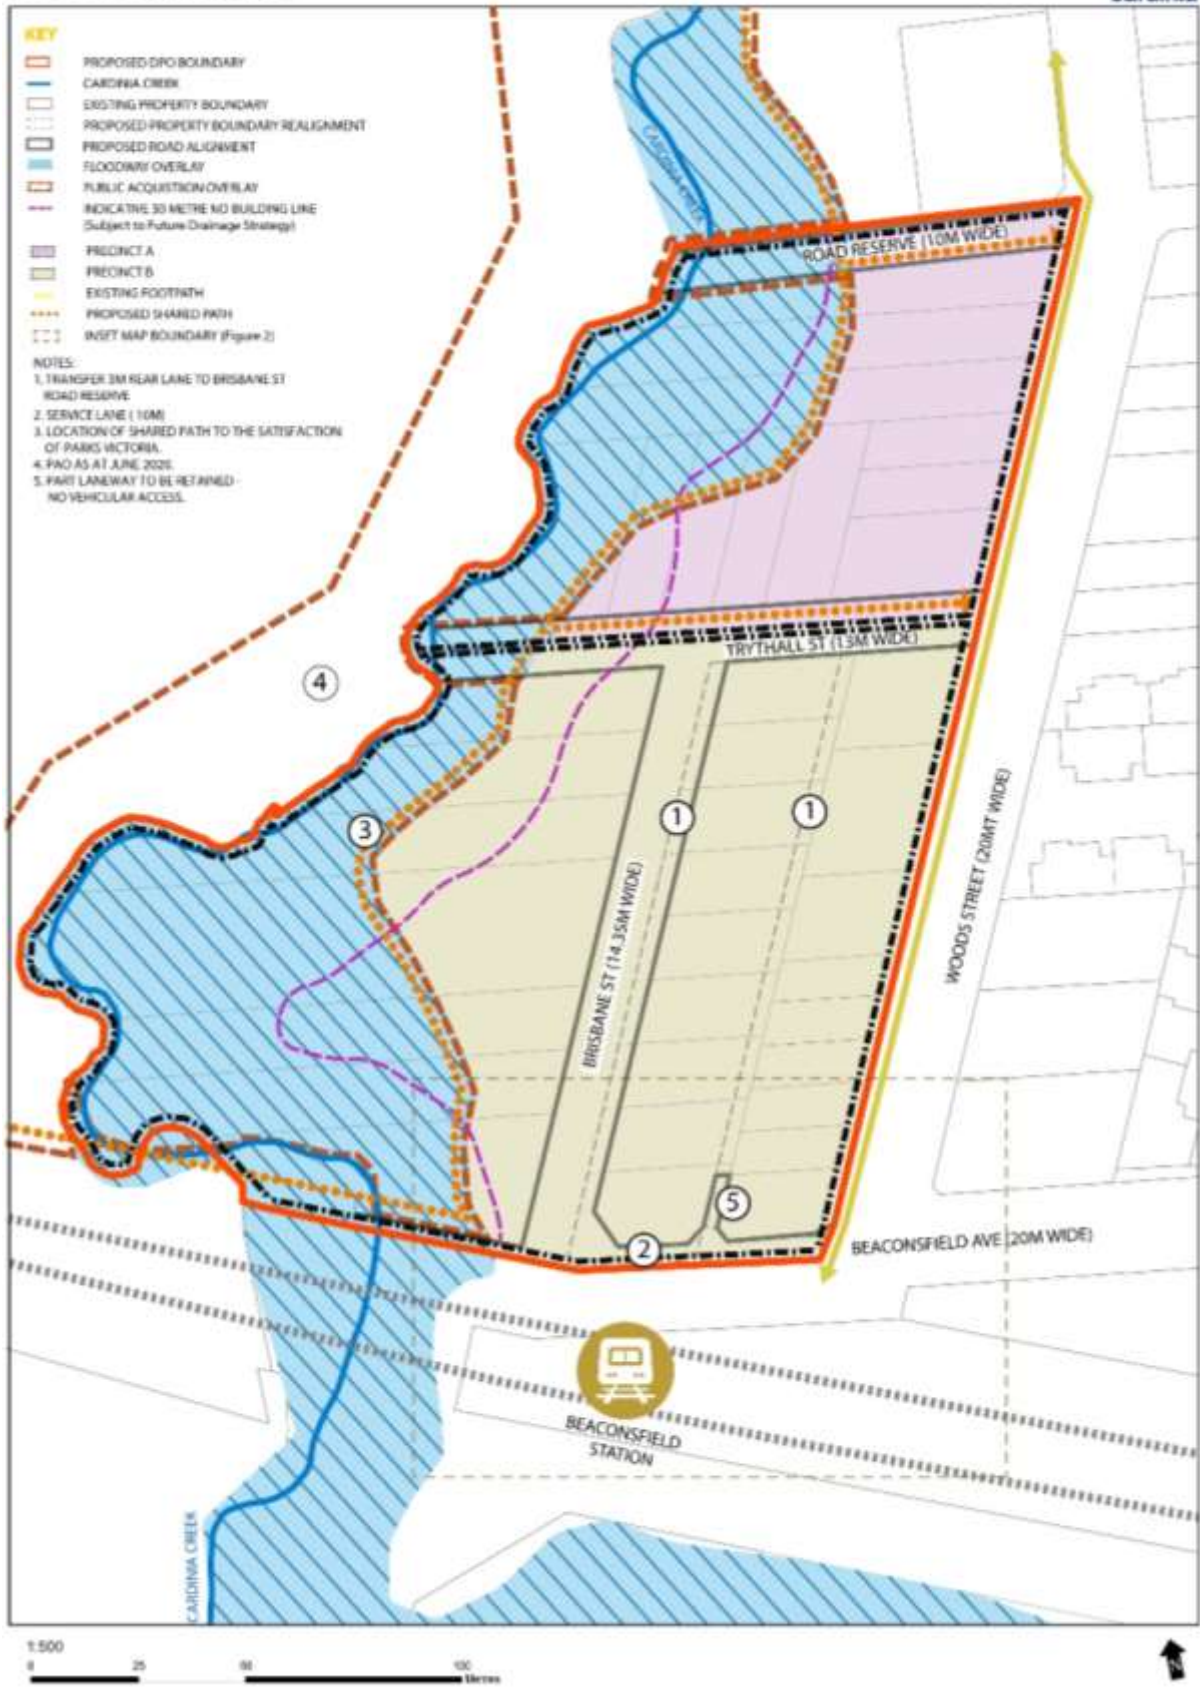 KEY
PROPOSED DPO BOUNDARY
CARDINIA CREEK
EXISTING PROPERTY BOUNDARY
PROPOSED PROPERTY BOUNDARY REALIGNMENT
PROPOSED ROAD ALIGNMENT
FLOODWAY OVERLAY
PUBLIC ACQUISITION OVERLAY
INDICATIVE 30 METRE NO BUILDING LINE
(Subject to Future Drainage Strategy)
PRECINCT A
PRECINCT B
EXISTING FOOTPATH
PROPOSED SHARED PATH
INSET MAP BOUNDARY (Figure 2)
NOTES:
1. TRANSFER 3M REAR LANE TO BRISBANE ST
ROAD RESERVE
2. SERVICE LANE (10M)
3. LOCATION OF SHARED PATH TO THE SATISFACTION
OF PARKS VICTORIA.
4. PAO AS AT JUNE 2020.
5. PART LANEWAY TO BE RETAINED -
NO VEHICULAR ACCESS.
CARDINIA CREEK
ROAD RESERVE (10M WIDE)
TRYTHALL ST (13M WIDE)
4
3
1
1
BRISBANE ST (14.35M WIDE)
WOODS STREET (20MT WIDE)
5
2
BEACONSFIELD AVE (20M WIDE)
BEACONSFIELD
STATION
CARDINIA CREEK
1:500
0 25 50 100
Metres
N